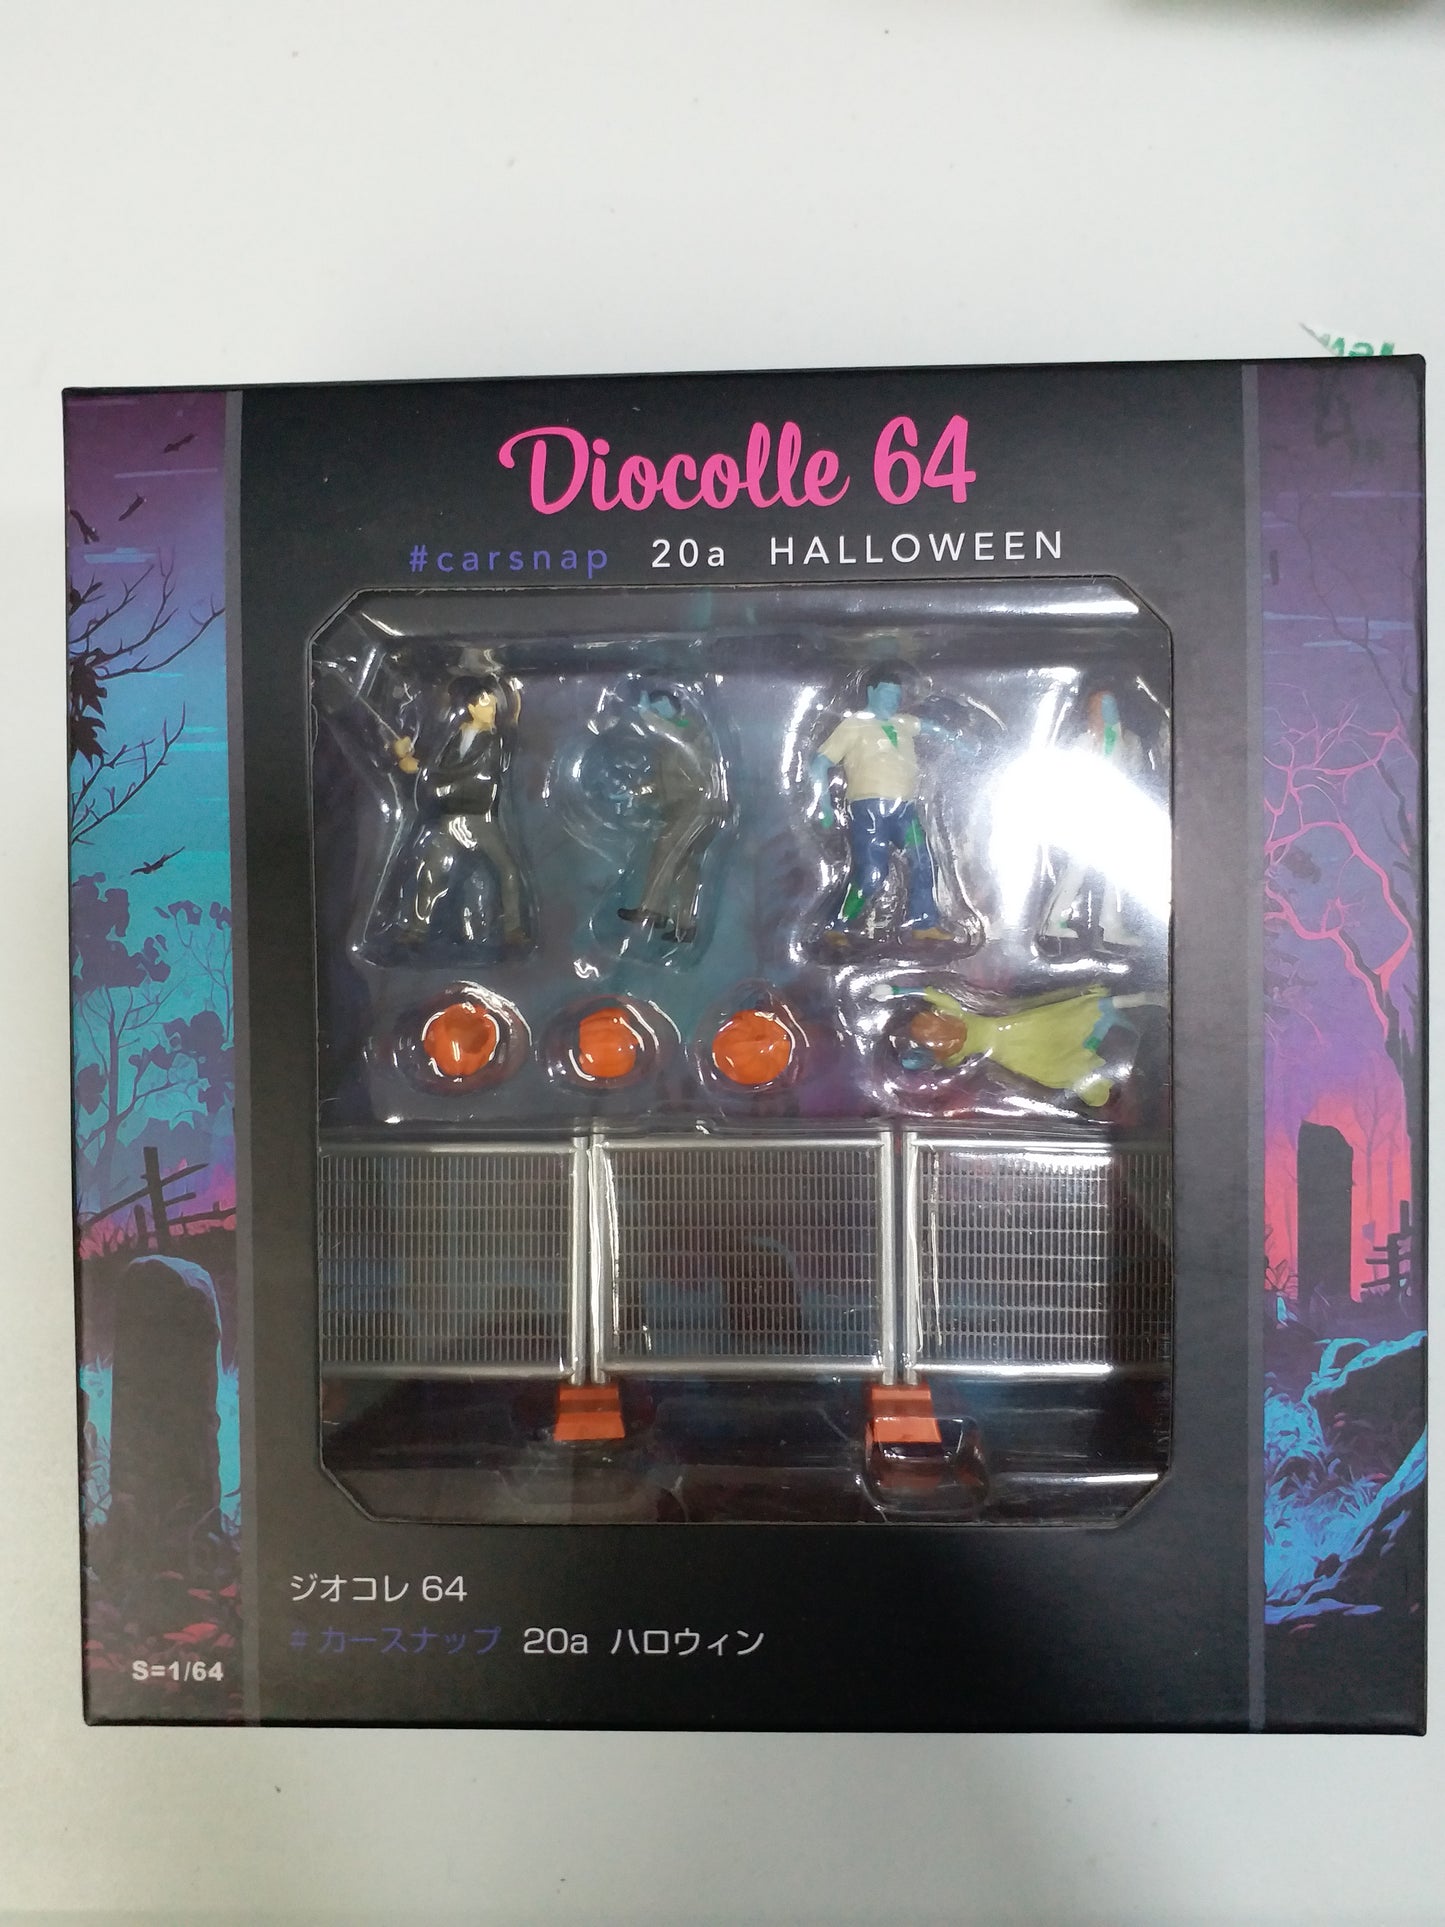 Diocolle 64
#carsnap 20a HALLOWEEN
ジオコレ 64
#カースナップ 20a ハロウィン
S=1/64